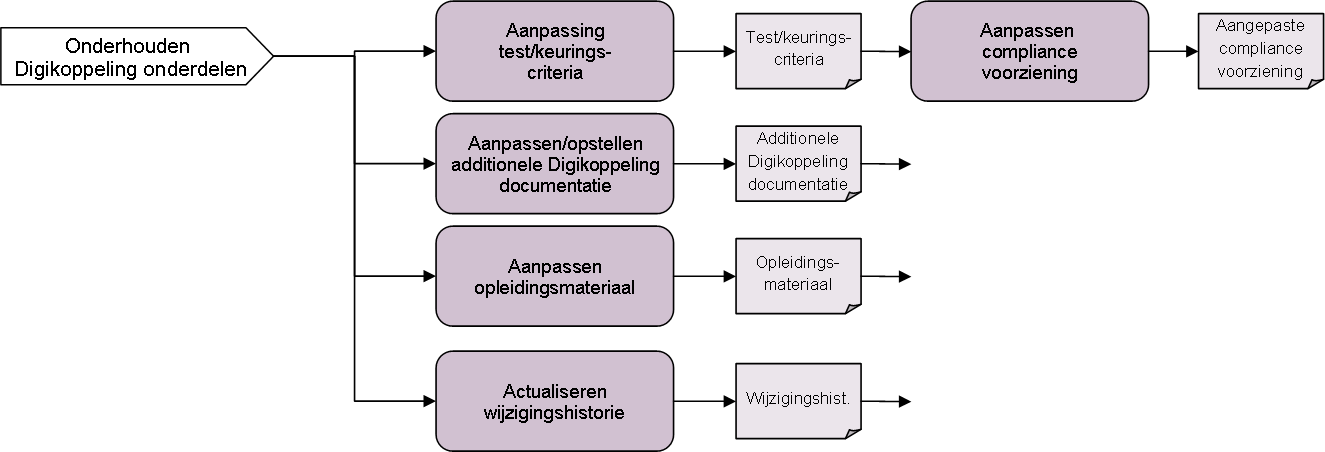 Onderhouden
Digikoppeling onderdelen
Aanpassing
test/keurings-
criteria
Test/keurings-
criteria
Aanpassen
compliance
voorziening
Aangepaste
compliance
voorziening
Aanpassen/opstellen
additionele Digikoppeling
documentatie
Additionele
Digikoppeling
documentatie
Aanpassen
opleidingsmateriaal
Opleidings-
materiaal
Actualiseren
wijzigingshistorie
Wijzigingshist.